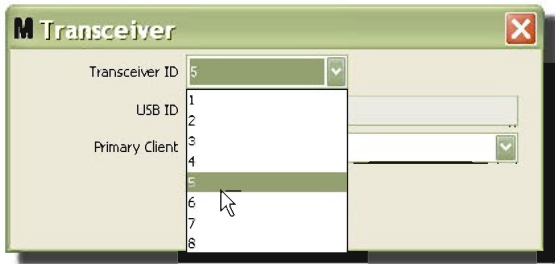 M Transceiver
Transceiver ID 5
1
USB ID
2
Primary Client
3
4
5
6
7
8